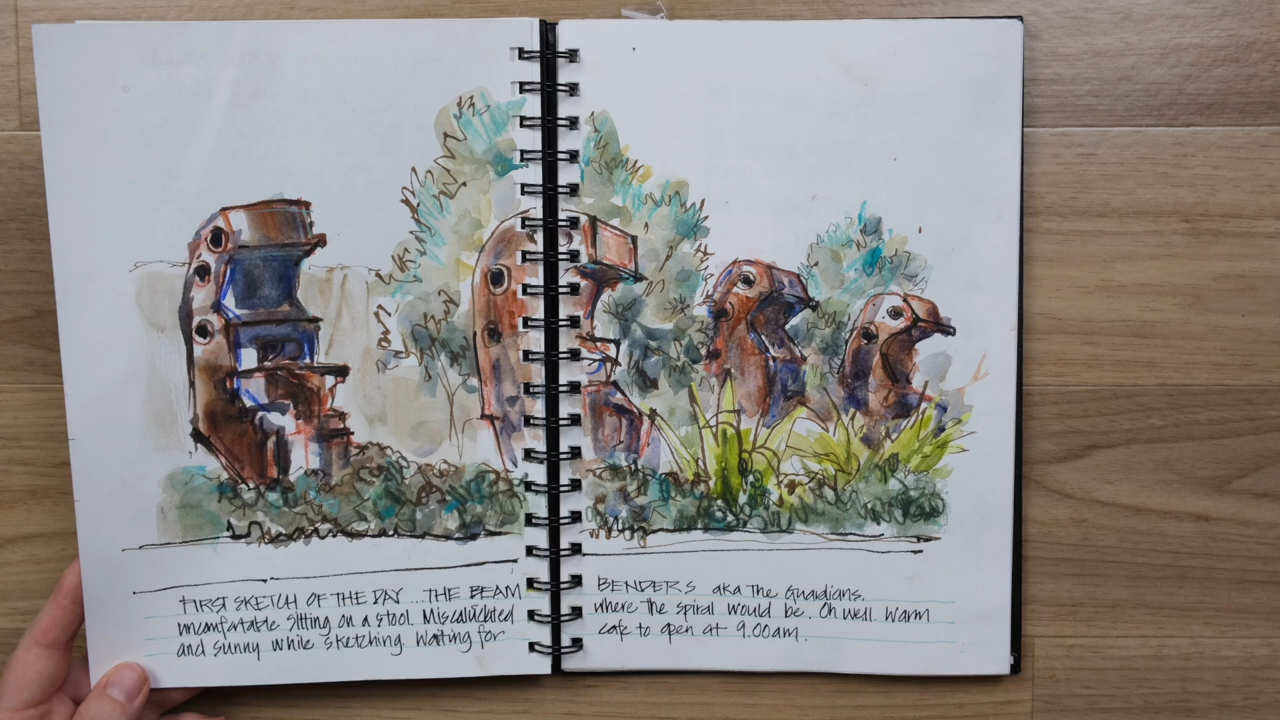 FIRST SKETCH OF THE DAY ...THE BEAM BENDERS aka The Guardians.
uncomfortable sitting on a stool. Miscalculated where the spiral would be. Oh well. Warm
and sunny while sketching. Waiting for cafe to open at 9.00am.